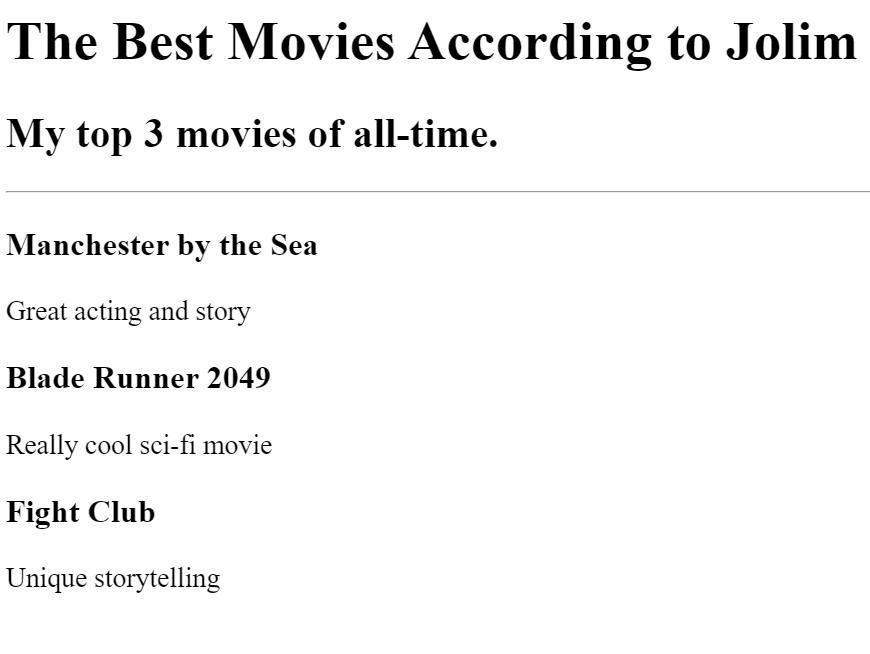 The Best Movies According to Jolim
My top 3 movies of all-time.
Manchester by the Sea
Great acting and story
Blade Runner 2049
Really cool sci-fi movie
Fight Club
Unique storytelling